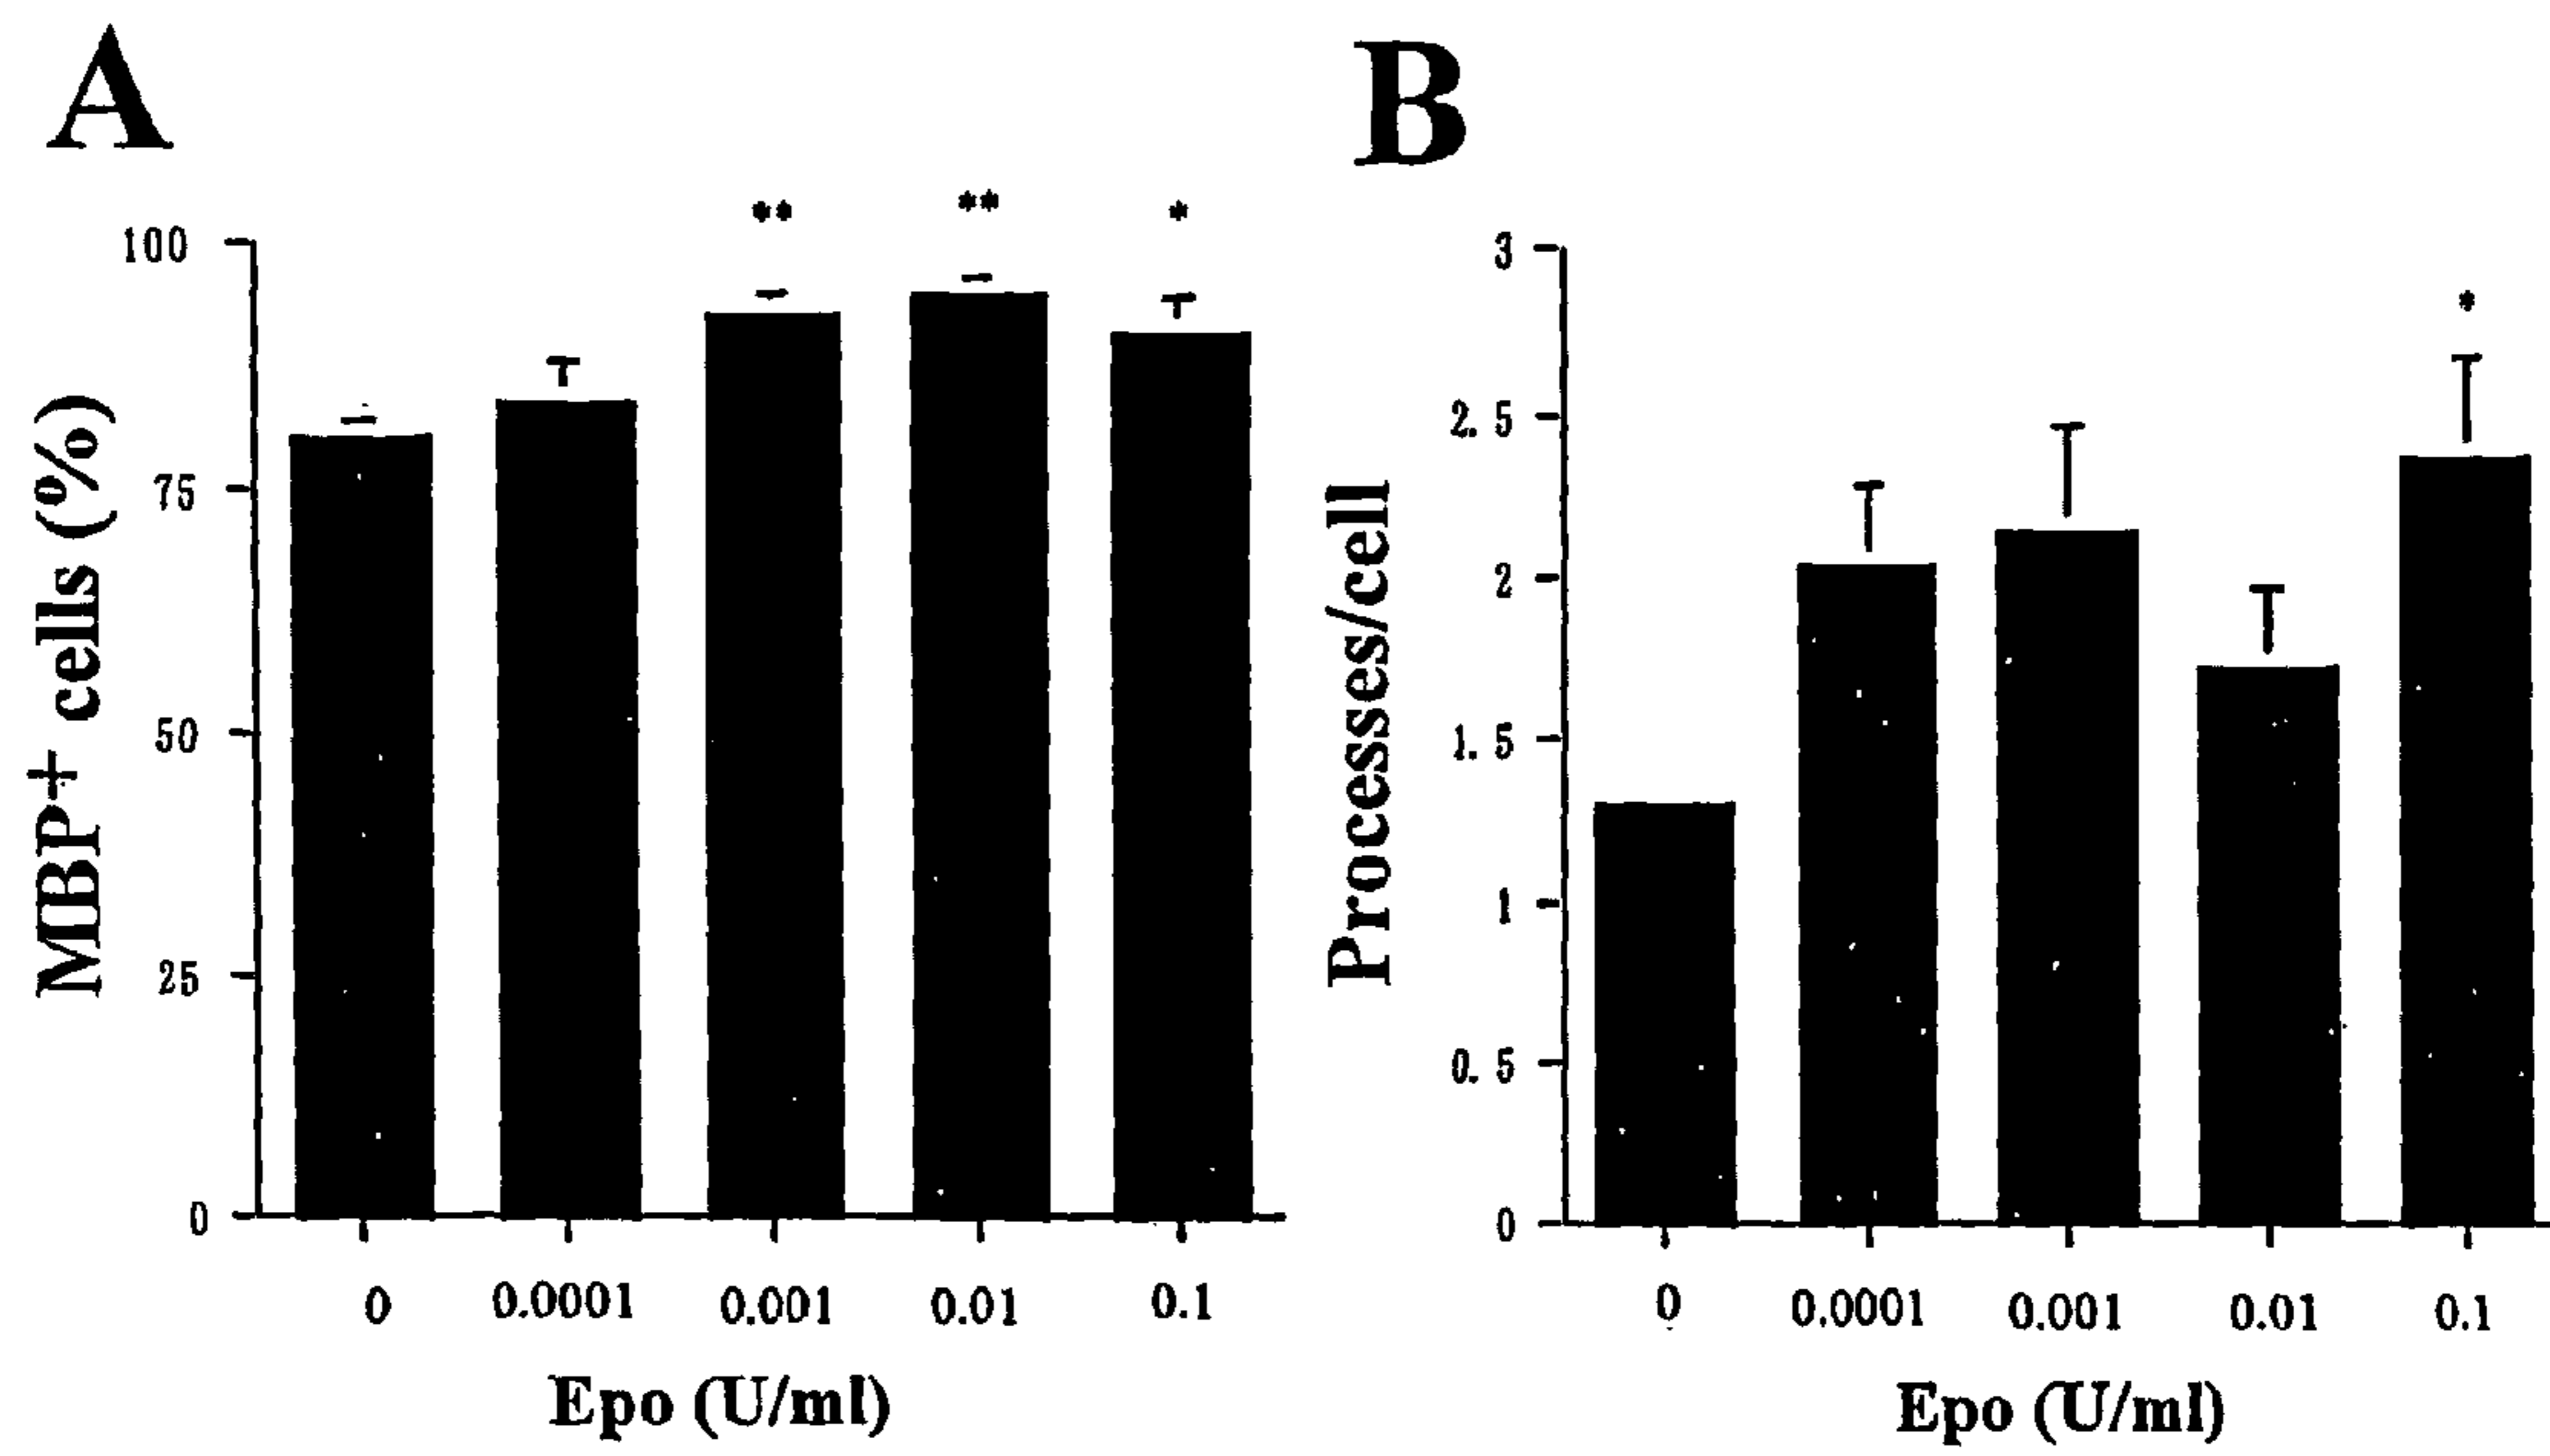 A
** ** *
100
75
50
25
0
MBP+ cells (%)
0 0.0001 0.001 0.01 0.1
Epo (U/ml)
B
*
3
2.5
2
1.5
1
0.5
0
Processes/cell
0 0.0001 0.001 0.01 0.1
Epo (U/ml)